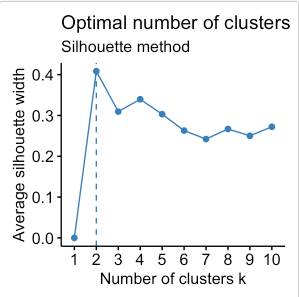 Optimal number of clusters
Silhouette method
Average silhouette width
0.4
0.3
0.2
0.1
0.0
1 2 3 4 5 6 7 8 9 10
Number of clusters k